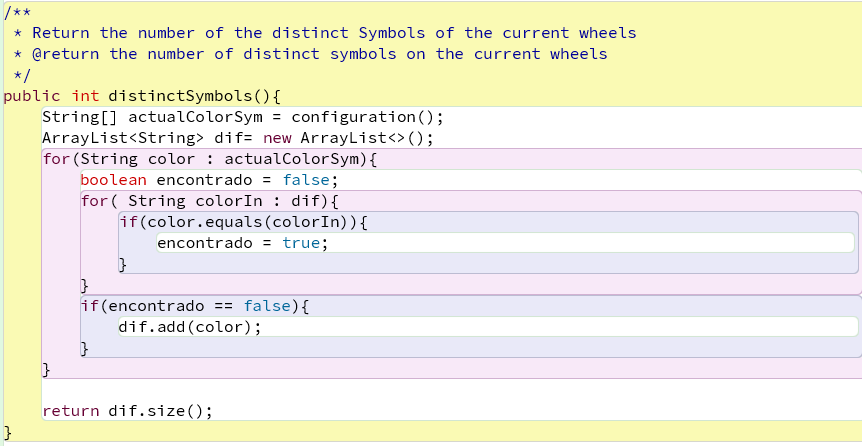 /**
 * Return the number of the distinct Symbols of the current wheels
 * @return the number of distinct symbols on the current wheels
 */
public int distinctSymbols(){
    String[] actualColorSym = configuration();
    ArrayList<String> dif= new ArrayList<>();
    for(String color : actualColorSym){
        boolean encontrado = false;
        for( String colorIn : dif){
            if(color.equals(colorIn)){
                encontrado = true;
            }
        }
        if(encontrado == false){
            dif.add(color);
        }
    }

    return dif.size();
}